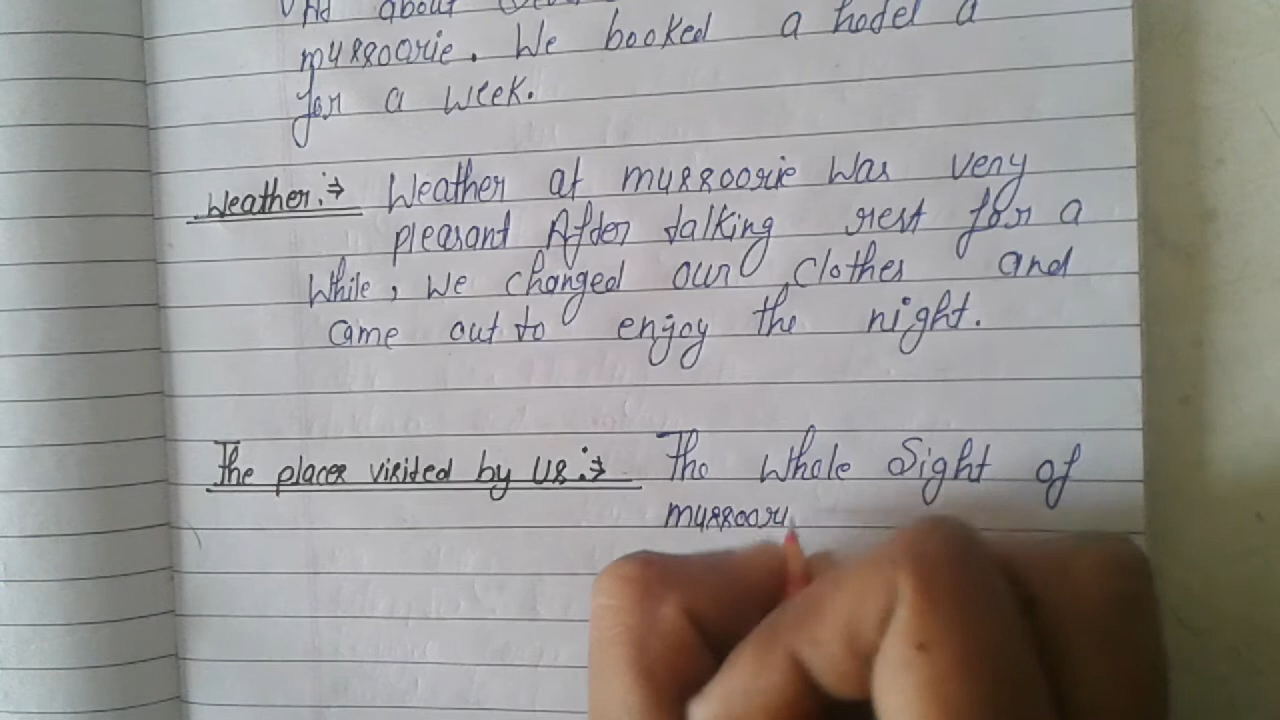 about
mussoorie. We booked a hotel a
for a week.
Weather :→ Weather at mussoorie was very
pleasant After talking rest for a
while, we changed our clothes and
came out to enjoy the night.
The places visited by us :→ The whole Sight of
mussoori